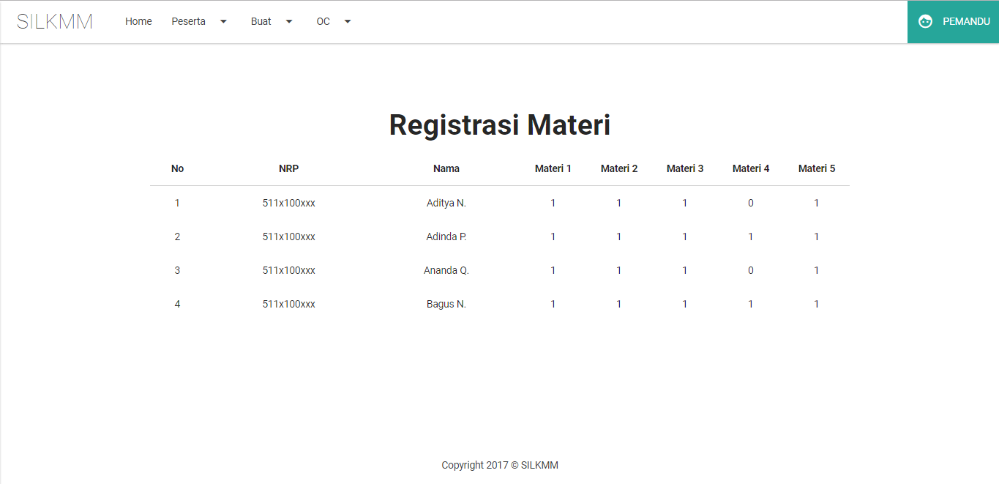 SILKMM Home Peserta Buat OC PEMANDU
Registrasi Materi
No NRP Nama Materi 1 Materi 2 Materi 3 Materi 4 Materi 5
1 511x100xxx Aditya N. 1 1 1 0 1
2 511x100xxx Adinda P. 1 1 1 1 1
3 511x100xxx Ananda Q. 1 1 1 0 1
4 511x100xxx Bagus N. 1 1 1 1 1
Copyright 2017 © SILKMM